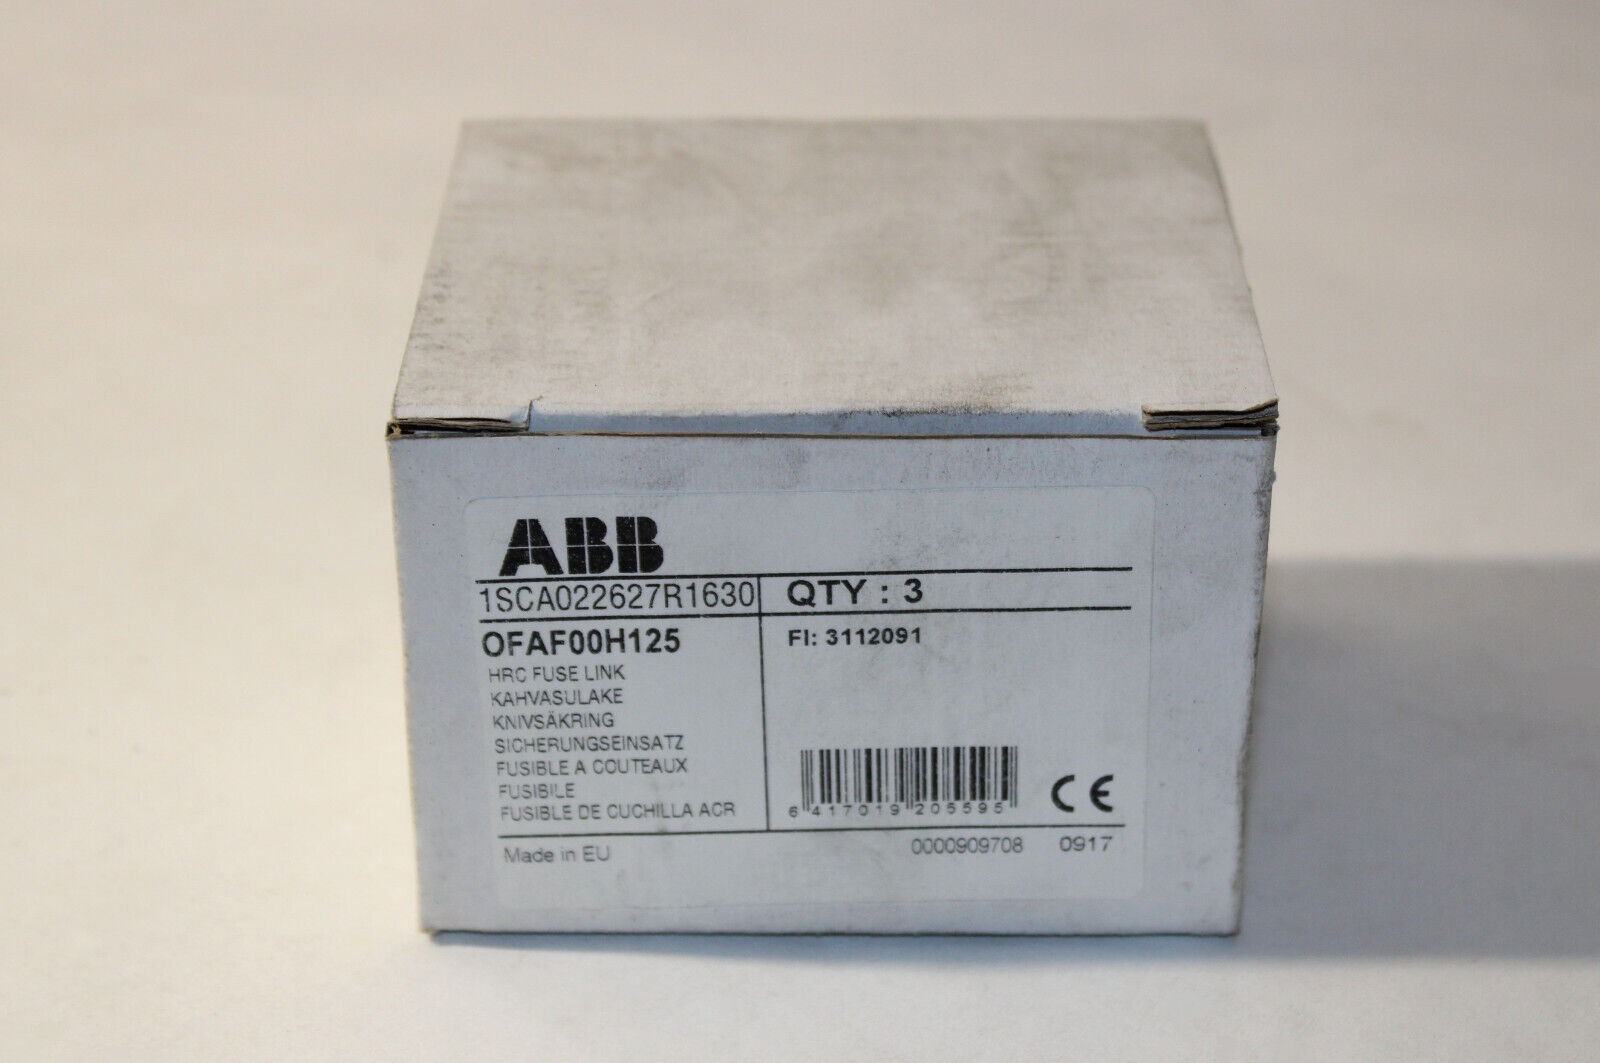 ABB
1SCA022627R1630
QTY : 3
OFAF00H125
FI: 3112091
HRC FUSE LINK
KAHVASULAKE
KNIVSÄKRING
SICHERUNGSEINSATZ
FUSIBLE A COUTEAUX
FUSIBILE
FUSIBLE DE CUCHILLA ACR
6 417019 205595
CE
Made in EU
0000909708 0917